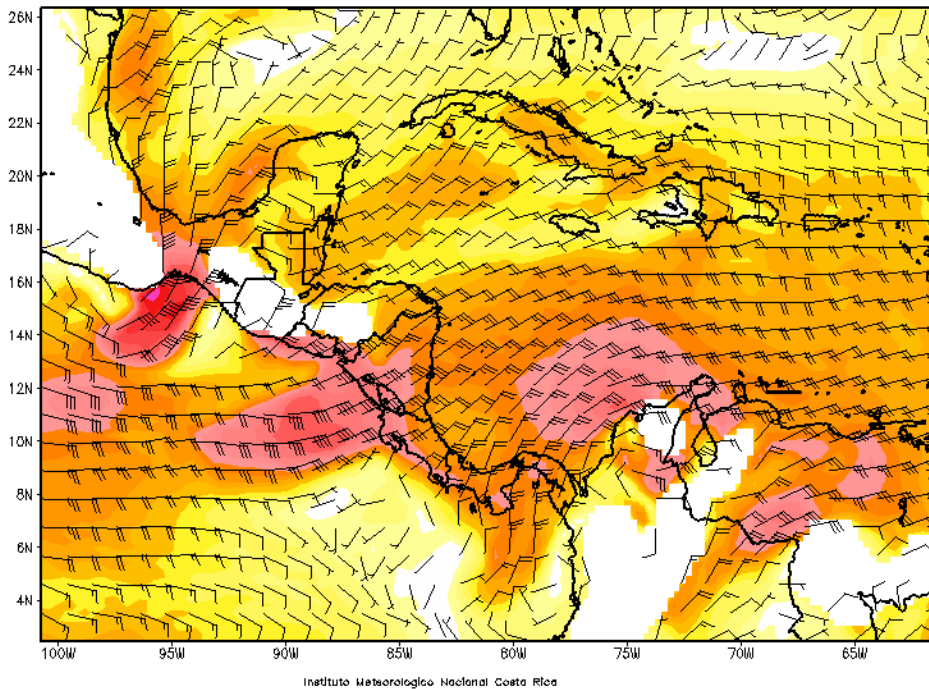 26N
24N
22N
20N
18N
16N
14N
12N
10N
8N
6N
4N
100W 95W 90W 85W 80W 75W 70W 65W
Instituto Meteorologico Nacional Costa Rica